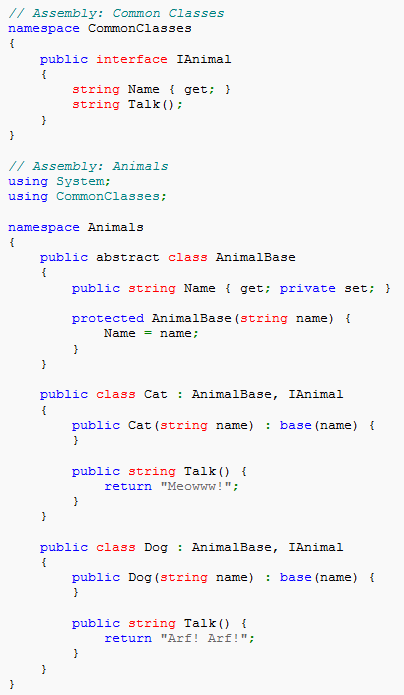 // Assembly: Common Classes
namespace CommonClasses
{
    public interface IAnimal
    {
        string Name { get; }
        string Talk();
    }
}
// Assembly: Animals
using System;
using CommonClasses;
namespace Animals
{
    public abstract class AnimalBase
    {
        public string Name { get; private set; }
        protected AnimalBase(string name) {
            Name = name;
        }
    }
    public class Cat : AnimalBase, IAnimal
    {
        public Cat(string name) : base(name) {
        }
        public string Talk() {
            return "Meowww!";
        }
    }
    public class Dog : AnimalBase, IAnimal
    {
        public Dog(string name) : base(name) {
        }
        public string Talk() {
            return "Arf! Arf!";
        }
    }
}